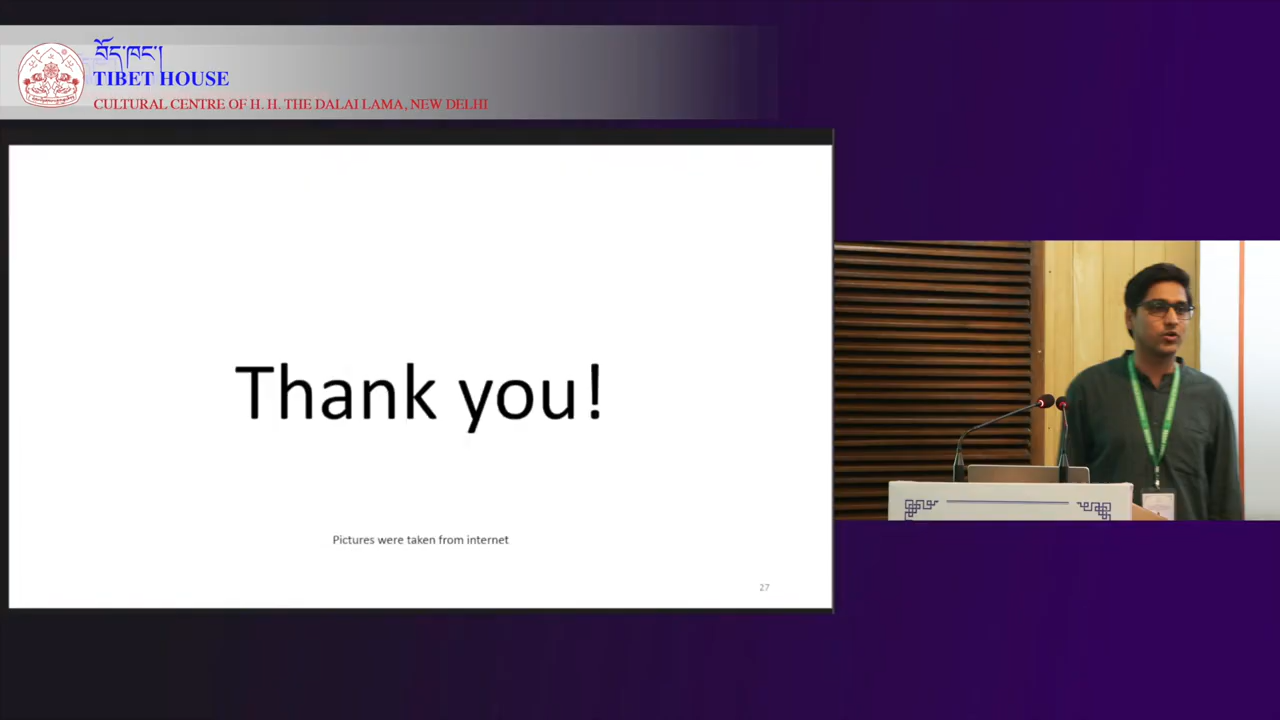 བོད་ཁང་།
TIBET HOUSE
CULTURAL CENTRE OF H. H. THE DALAI LAMA, NEW DELHI
Thank you!
Pictures were taken from internet
27